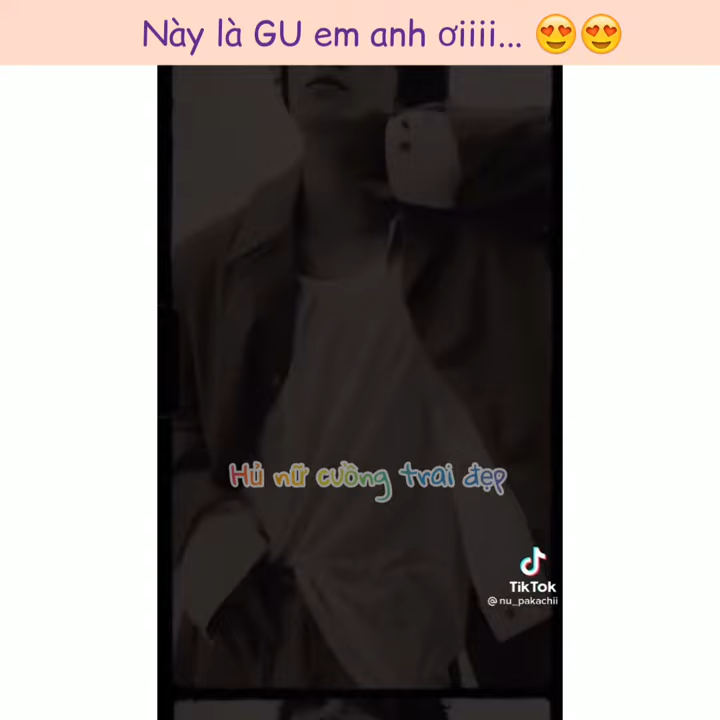 Này là GU em anh ơiiii... 😍😍
Hủ nữ cuồng trai đẹp
TikTok
@nu_pakachii